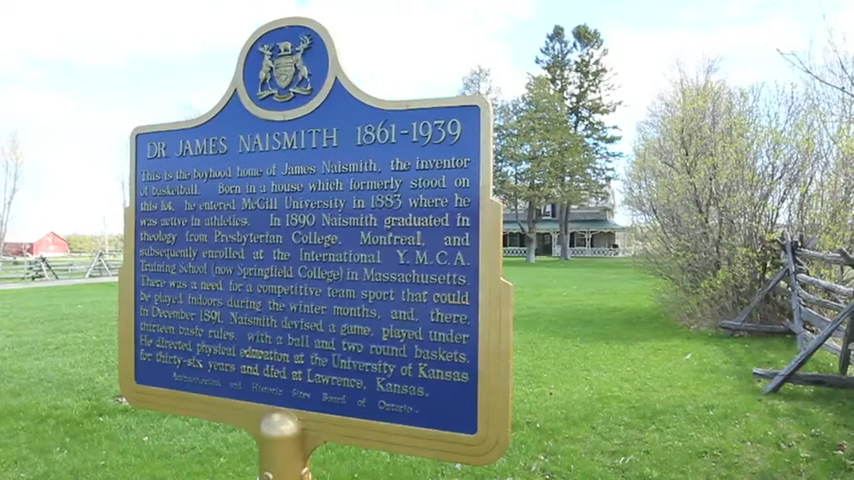 DR. JAMES NAISMITH 1861-1939
This is the boyhood home of James Naismith, the inventor
of basketball. Born in a house which formerly stood on
this lot, he entered McGill University in 1883 where he
was active in athletics. In 1890 Naismith graduated in
theology from Presbyterian College, Montreal, and
subsequently enrolled at the International Y.M.C.A.
Training School (now Springfield College) in Massachusetts.
There was a need for a competitive team sport that could
be played indoors during the winter months, and, there,
in December 1891, Naismith devised a game, played under
thirteen basic rules, with a ball and two round baskets.
He directed physical education at the University of Kansas
for thirty-six years and died at Lawrence, Kansas.
Archaeological and Historic Sites Board of Ontario.